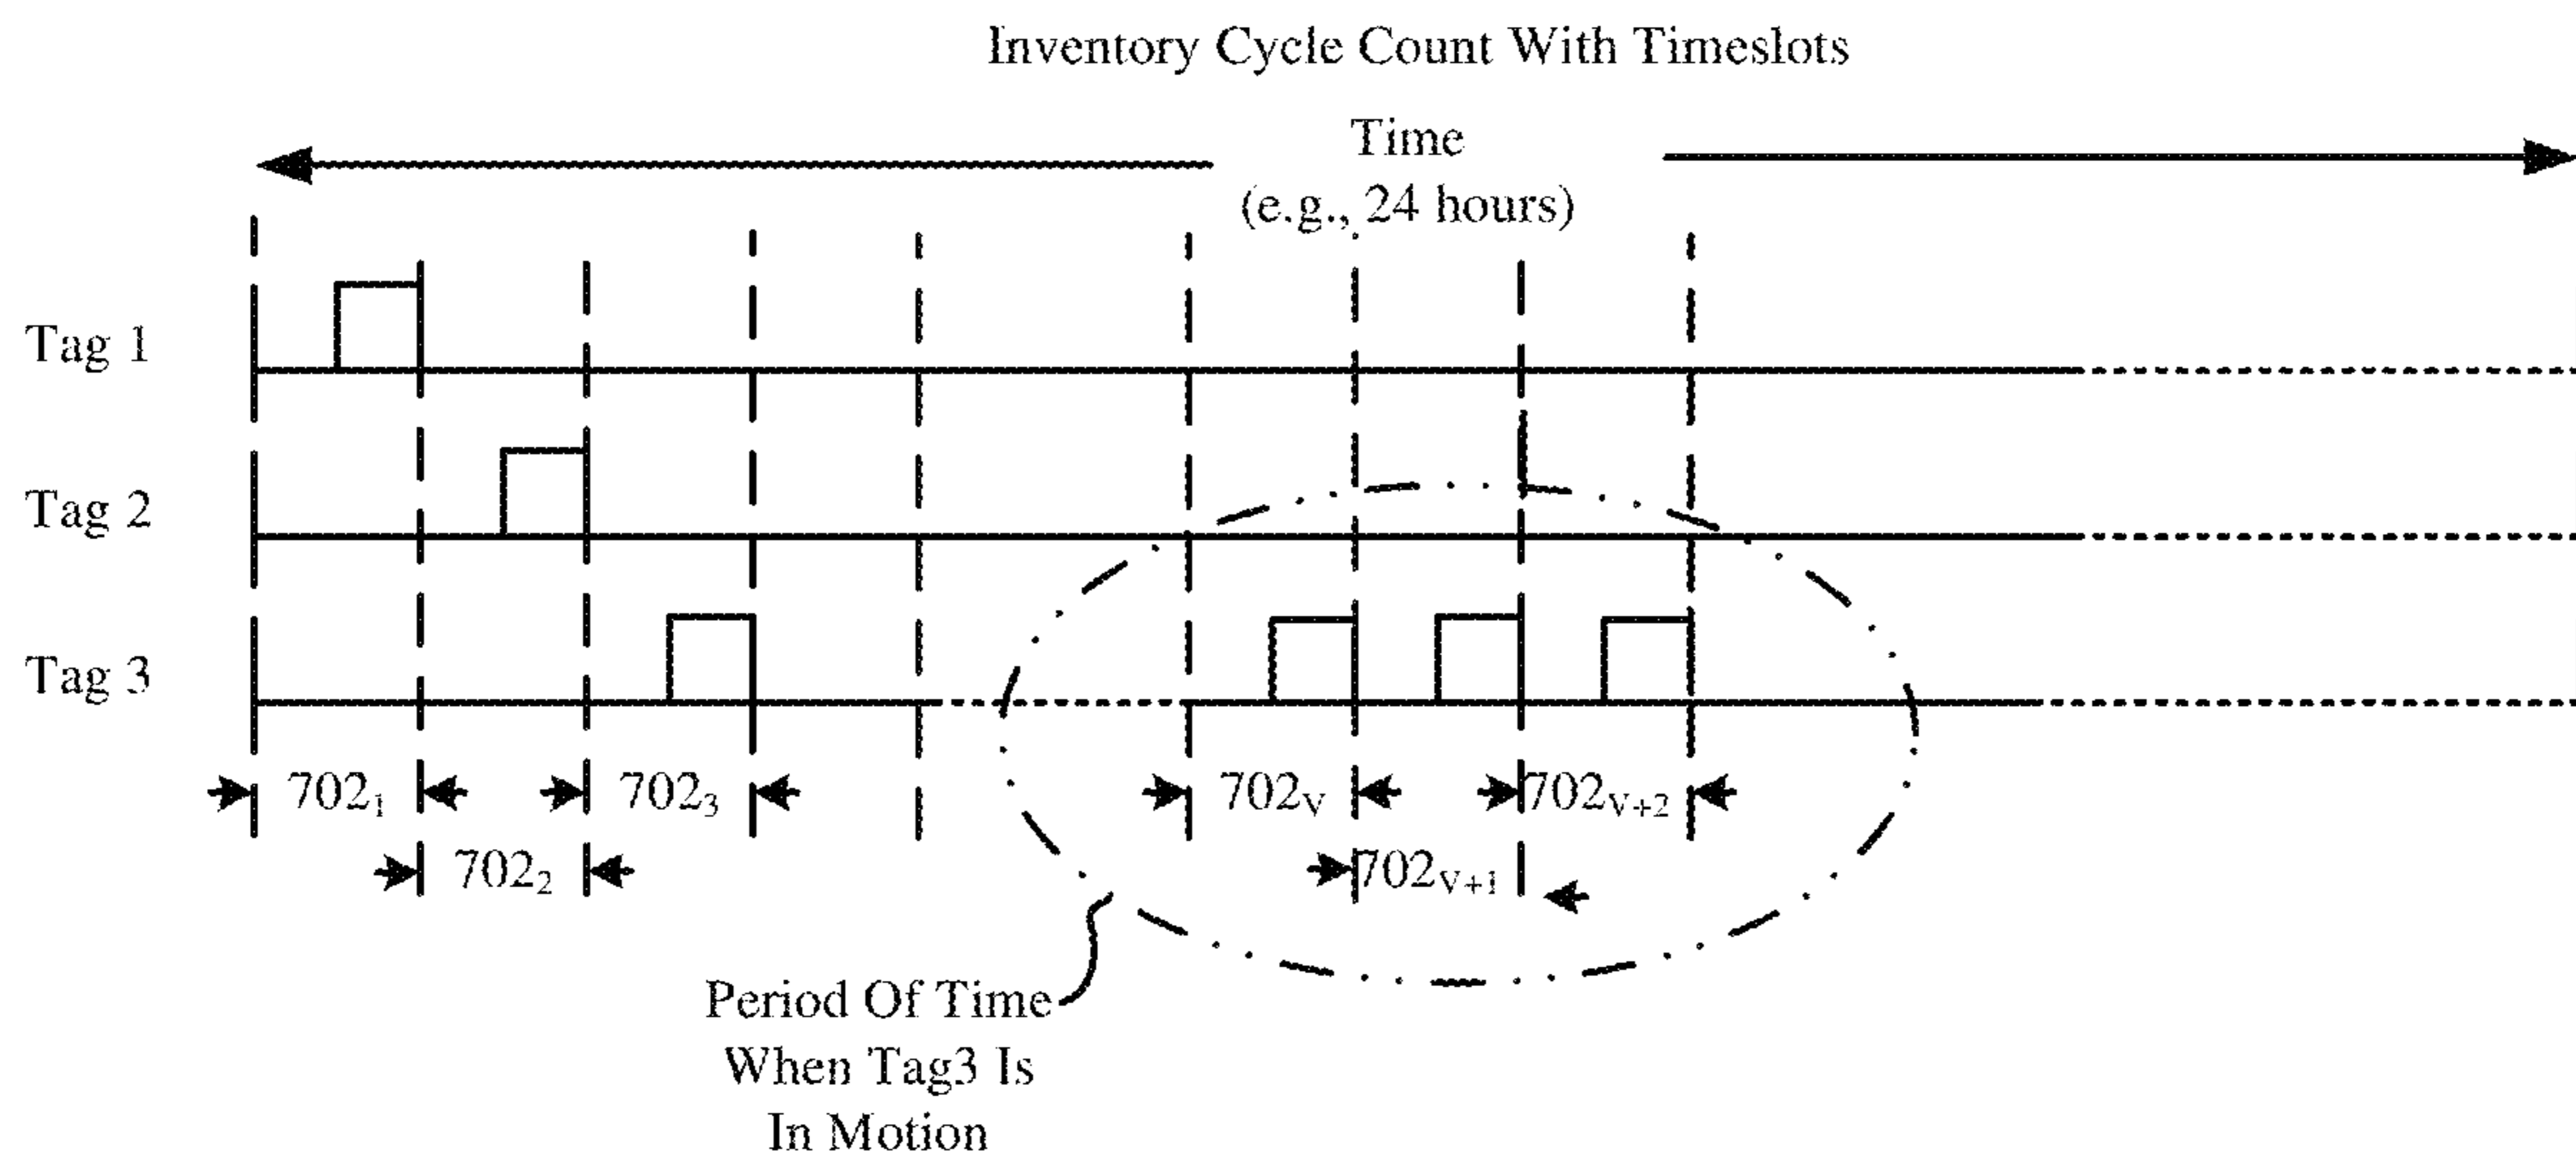 Inventory Cycle Count With Timeslots
Time
(e.g., 24 hours)
Tag 1
Tag 2
Tag 3
702₁ 702₃ 702V 702V+2
702₂ 702V+1
Period Of Time
When Tag3 Is
In Motion